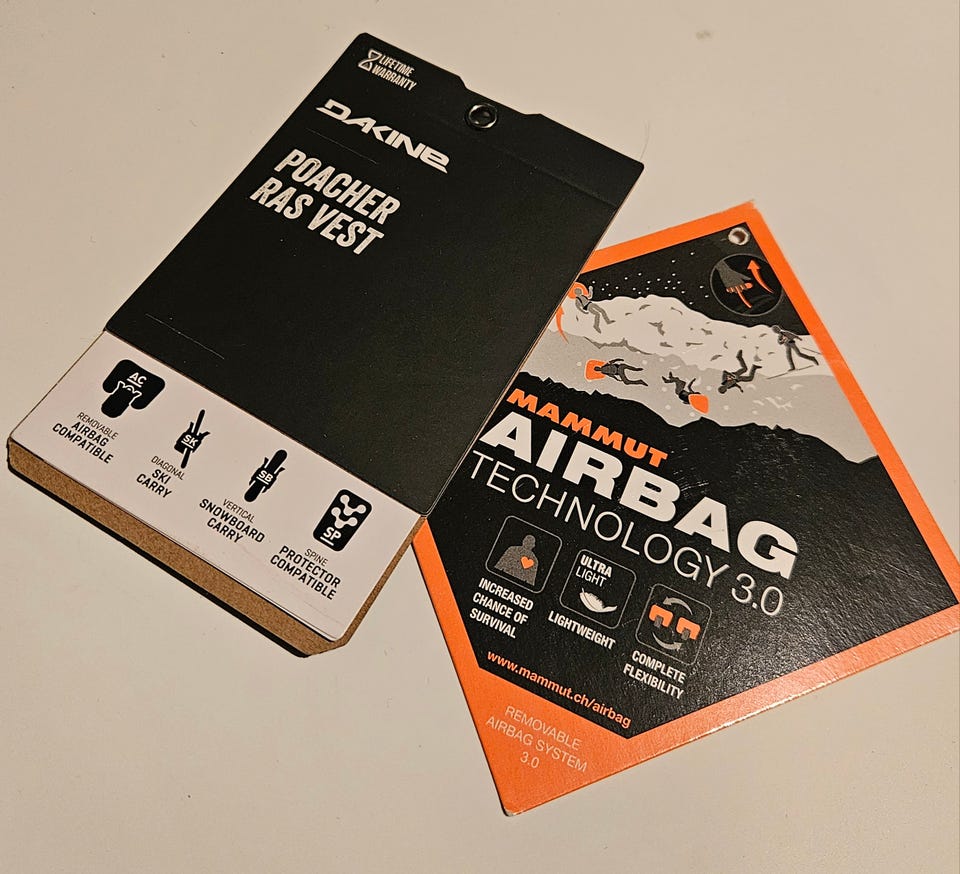 LIFETIME
WARRANTY
DAKINE
POACHER
RAS VEST
AC
REMOVABLE
AIRBAG
COMPATIBLE
SK
DIAGONAL
SKI
CARRY
SB
VERTICAL
SNOWBOARD
CARRY
SP
SPINE
PROTECTOR
COMPATIBLE
MAMMUT
AIRBAG
TECHNOLOGY 3.0
INCREASED
CHANCE OF
SURVIVAL
ULTRA
LIGHT
LIGHTWEIGHT
COMPLETE
FLEXIBILITY
www.mammut.ch/airbag
REMOVABLE
AIRBAG SYSTEM
3.0